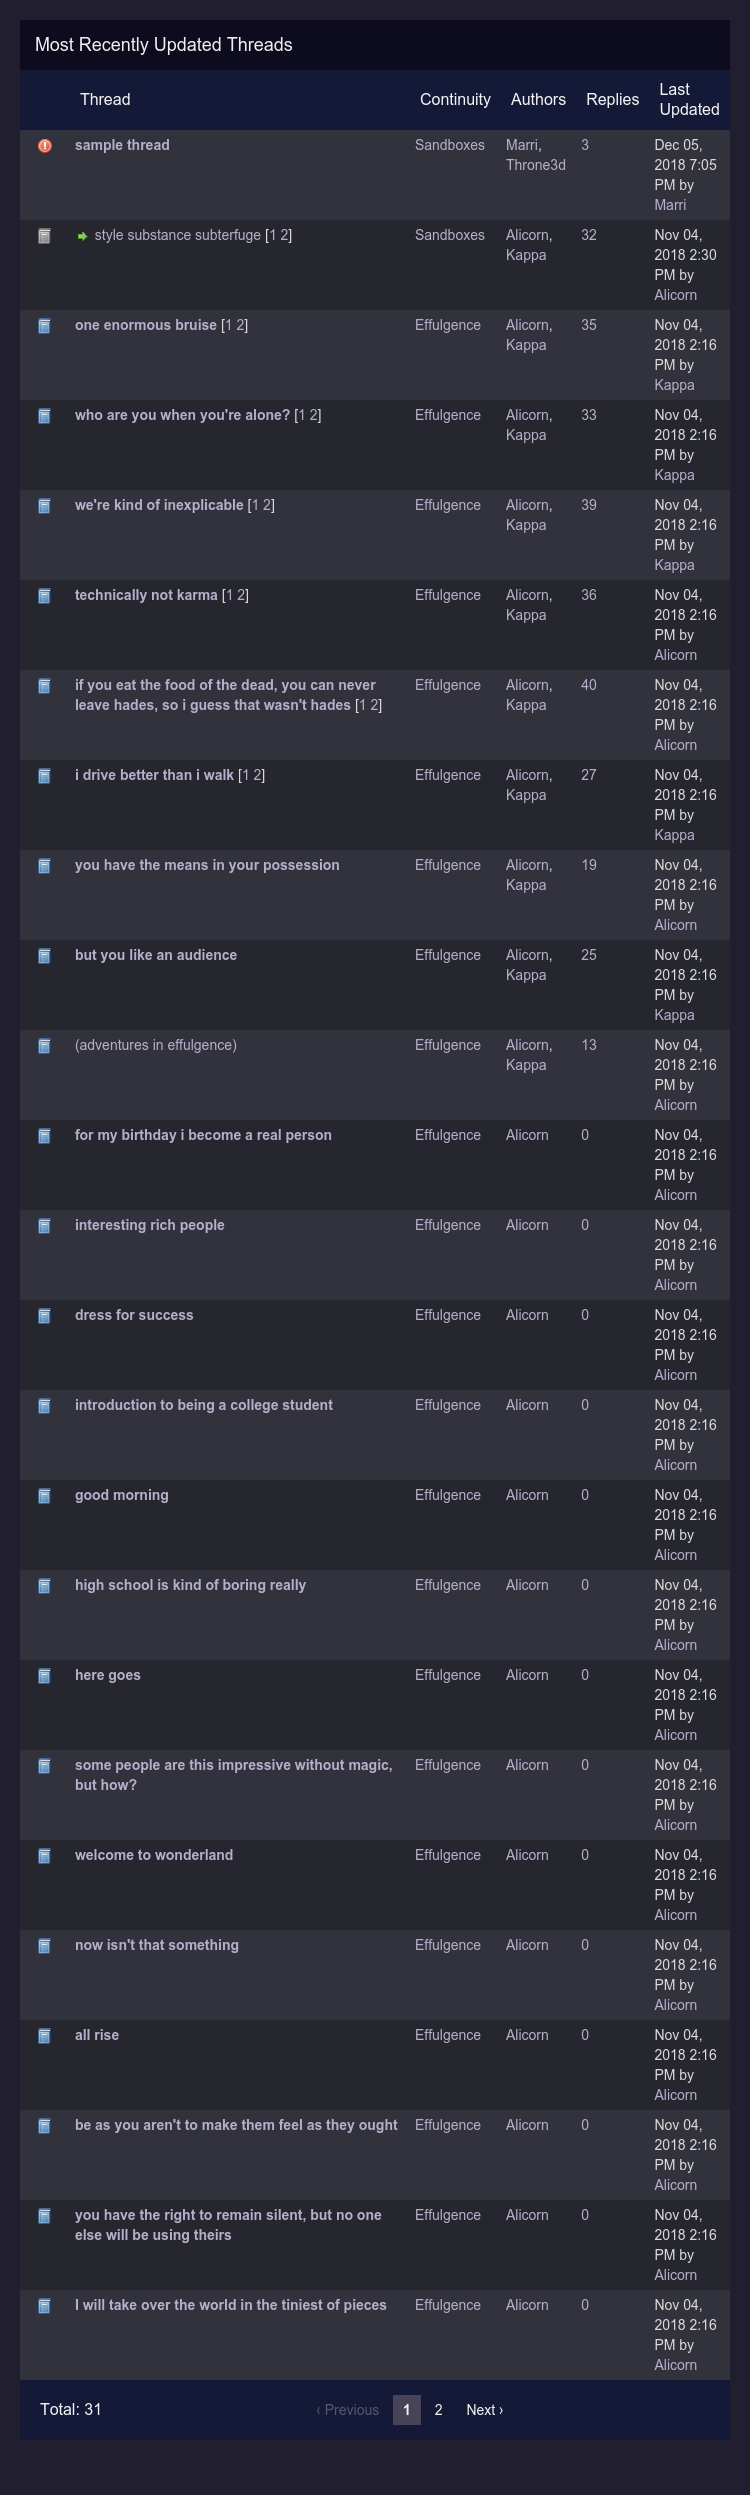 Most Recently Updated Threads
Thread Continuity Authors Replies Last Updated
sample thread Sandboxes Marri, Throne3d 3 Dec 05, 2018 7:05 PM by Marri
style substance subterfuge [1 2] Sandboxes Alicorn, Kappa 32 Nov 04, 2018 2:30 PM by Alicorn
one enormous bruise [1 2] Effulgence Alicorn, Kappa 35 Nov 04, 2018 2:16 PM by Kappa
who are you when you're alone? [1 2] Effulgence Alicorn, Kappa 33 Nov 04, 2018 2:16 PM by Kappa
we're kind of inexplicable [1 2] Effulgence Alicorn, Kappa 39 Nov 04, 2018 2:16 PM by Kappa
technically not karma [1 2] Effulgence Alicorn, Kappa 36 Nov 04, 2018 2:16 PM by Alicorn
if you eat the food of the dead, you can never leave hades, so i guess that wasn't hades [1 2] Effulgence Alicorn, Kappa 40 Nov 04, 2018 2:16 PM by Alicorn
i drive better than i walk [1 2] Effulgence Alicorn, Kappa 27 Nov 04, 2018 2:16 PM by Kappa
you have the means in your possession Effulgence Alicorn, Kappa 19 Nov 04, 2018 2:16 PM by Alicorn
but you like an audience Effulgence Alicorn, Kappa 25 Nov 04, 2018 2:16 PM by Kappa
(adventures in effulgence) Effulgence Alicorn, Kappa 13 Nov 04, 2018 2:16 PM by Alicorn
for my birthday i become a real person Effulgence Alicorn 0 Nov 04, 2018 2:16 PM by Alicorn
interesting rich people Effulgence Alicorn 0 Nov 04, 2018 2:16 PM by Alicorn
dress for success Effulgence Alicorn 0 Nov 04, 2018 2:16 PM by Alicorn
introduction to being a college student Effulgence Alicorn 0 Nov 04, 2018 2:16 PM by Alicorn
good morning Effulgence Alicorn 0 Nov 04, 2018 2:16 PM by Alicorn
high school is kind of boring really Effulgence Alicorn 0 Nov 04, 2018 2:16 PM by Alicorn
here goes Effulgence Alicorn 0 Nov 04, 2018 2:16 PM by Alicorn
some people are this impressive without magic, but how? Effulgence Alicorn 0 Nov 04, 2018 2:16 PM by Alicorn
welcome to wonderland Effulgence Alicorn 0 Nov 04, 2018 2:16 PM by Alicorn
now isn't that something Effulgence Alicorn 0 Nov 04, 2018 2:16 PM by Alicorn
all rise Effulgence Alicorn 0 Nov 04, 2018 2:16 PM by Alicorn
be as you aren't to make them feel as they ought Effulgence Alicorn 0 Nov 04, 2018 2:16 PM by Alicorn
you have the right to remain silent, but no one else will be using theirs Effulgence Alicorn 0 Nov 04, 2018 2:16 PM by Alicorn
I will take over the world in the tiniest of pieces Effulgence Alicorn 0 Nov 04, 2018 2:16 PM by Alicorn
Total: 31 ‹ Previous 1 2 Next ›